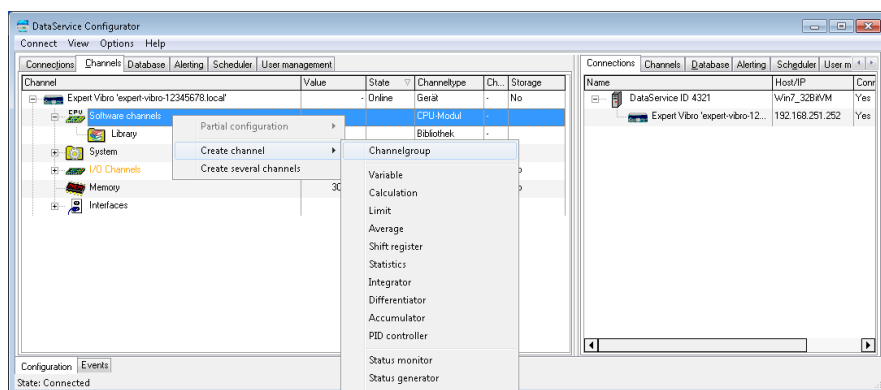 DataService Configurator
Connect View Options Help
Connections Channels Database Alerting Scheduler User management
Channel Value State Channeltype Ch... Storage
Expert Vibro 'expert-vibro-12345678.local' - Online Gerät - No
Software channels CPU-Modul -
Library Bibliothek -
System
I/O Channels
Memory 30
Interfaces
Partial configuration
Create channel
Create several channels
Channelgroup
Variable
Calculation
Limit
Average
Shift register
Statistics
Integrator
Differentiator
Accumulator
PID controller
Status monitor
Status generator
Connections Channels Database Alerting Scheduler User m
Name Host/IP Conr
DataService ID 4321 Win7_32BitVM Yes
Expert Vibro 'expert-vibro-12... 192.168.251.252 Yes
Configuration Events
State: Connected